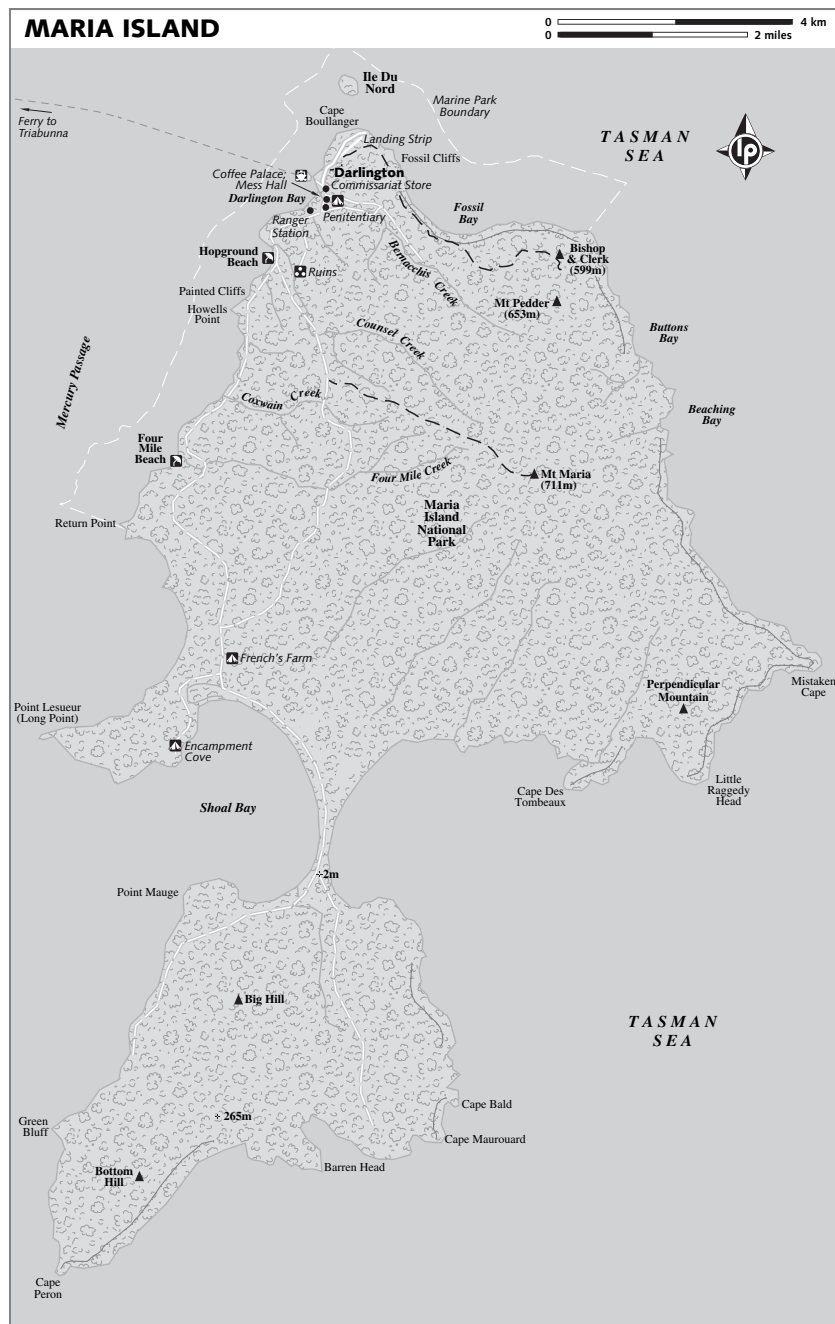 MARIA ISLAND
0 4 km
0 2 miles
Ile Du
Nord
Marine Park
Boundary
Ferry to
Triabunna
Cape
Boullanger
Landing Strip
TASMAN
SEA
lp
Fossil Cliffs
Coffee Palace;
Mess Hall
Darlington
Commissariat Store
Darlington Bay
Penitentiary
Ranger
Station
Fossil
Bay
Hopground
Beach
Ruins
Bernacchis Creek
Bishop
& Clerk
(599m)
Painted Cliffs
Howells
Point
Mt Pedder
(653m)
Counsel Creek
Buttons
Bay
Mercury Passage
Coxwain Creek
Beaching
Bay
Four
Mile
Beach
Four Mile Creek
Mt Maria
(711m)
Maria
Island
National
Park
Return Point
French's Farm
Perpendicular
Mountain
Mistaken
Cape
Point Lesueur
(Long Point)
Encampment
Cove
Little
Raggedy
Head
Cape Des
Tombeaux
Shoal Bay
2m
Point Mauge
Big Hill
TASMAN
SEA
Cape Bald
265m
Green
Bluff
Cape Maurouard
Barren Head
Bottom
Hill
Cape
Peron